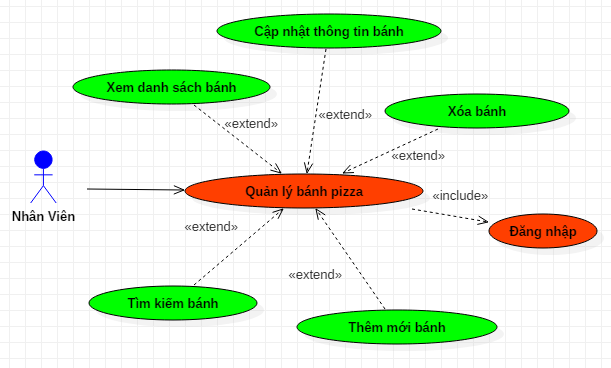 Cập nhật thông tin bánh
Xem danh sách bánh
«extend»
«extend»
Xóa bánh
«extend»
Quản lý bánh pizza
«include»
Nhân Viên
«extend»
Đăng nhập
«extend»
Tìm kiếm bánh
Thêm mới bánh